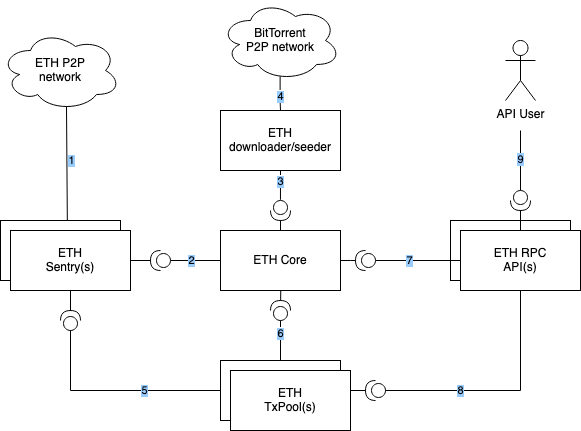 BitTorrent
P2P network
ETH P2P
network
4
API User
ETH
downloader/seeder
1
9
3
ETH
Sentry(s)
2
ETH Core
7
ETH RPC
API(s)
6
5
8
ETH
TxPool(s)